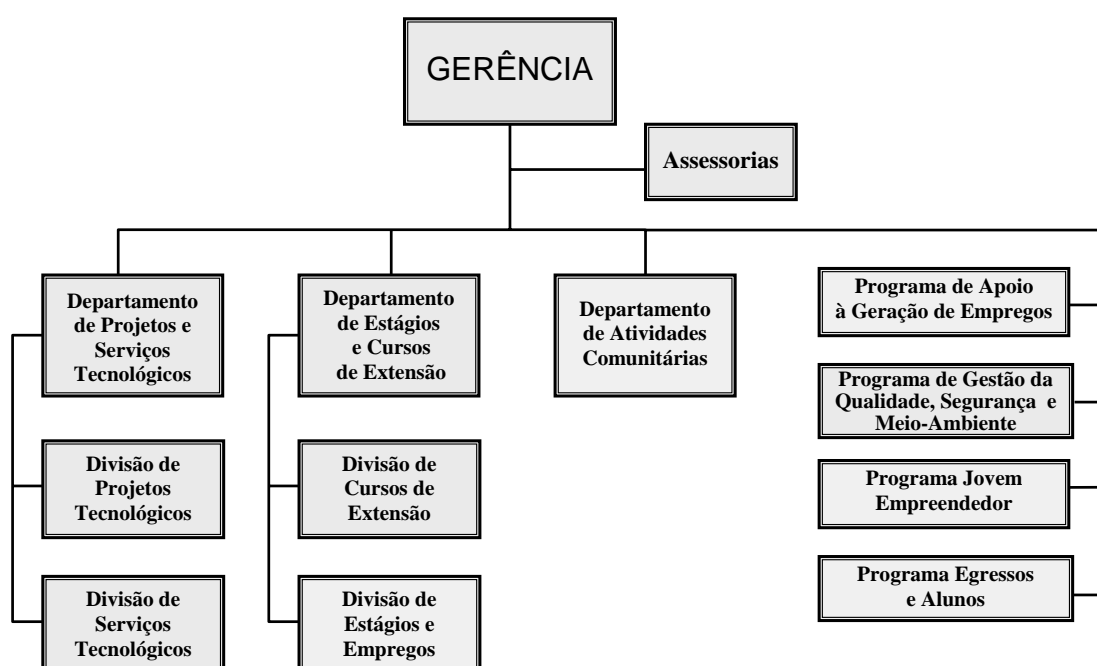 GERÊNCIA
Assessorias
Departamento
de Projetos e
Serviços
Tecnológicos
Departamento
de Estágios
e Cursos
de Extensão
Departamento
de Atividades
Comunitárias
Programa de Apoio
à Geração de Empregos
Programa de Gestão da
Qualidade, Segurança e
Meio-Ambiente
Programa Jovem
Empreendedor
Programa Egressos
e Alunos
Divisão de
Projetos
Tecnológicos
Divisão de
Cursos de
Extensão
Divisão de
Serviços
Tecnológicos
Divisão de
Estágios e
Empregos